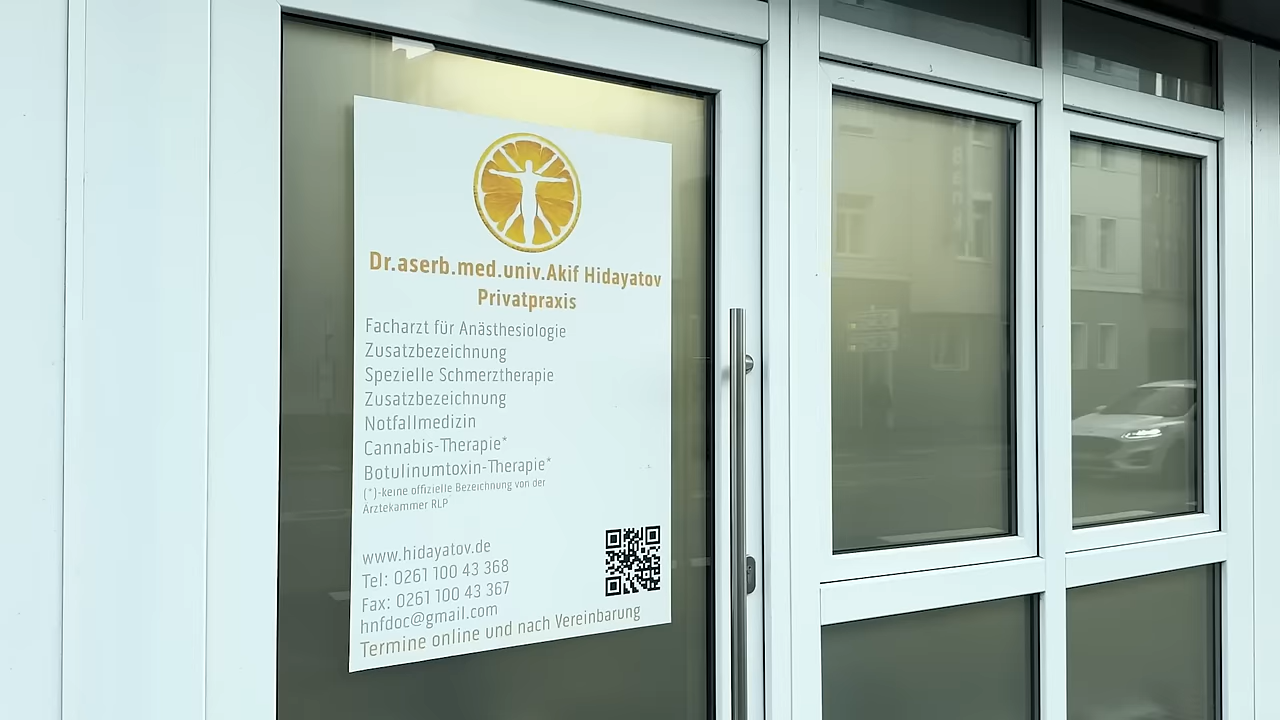 Dr.aserb.med.univ.Akif Hidayatov
Privatpraxis
Facharzt für Anästhesiologie
Zusatzbezeichnung
Spezielle Schmerztherapie
Zusatzbezeichnung
Notfallmedizin
Cannabis-Therapie*
Botulinumtoxin-Therapie*
(*)-keine offizielle Bezeichnung von der
Ärztekammer RLP
www.hidayatov.de
Tel: 0261 100 43 368
Fax: 0261 100 43 367
hnfdoc@gmail.com
Termine online und nach Vereinbarung